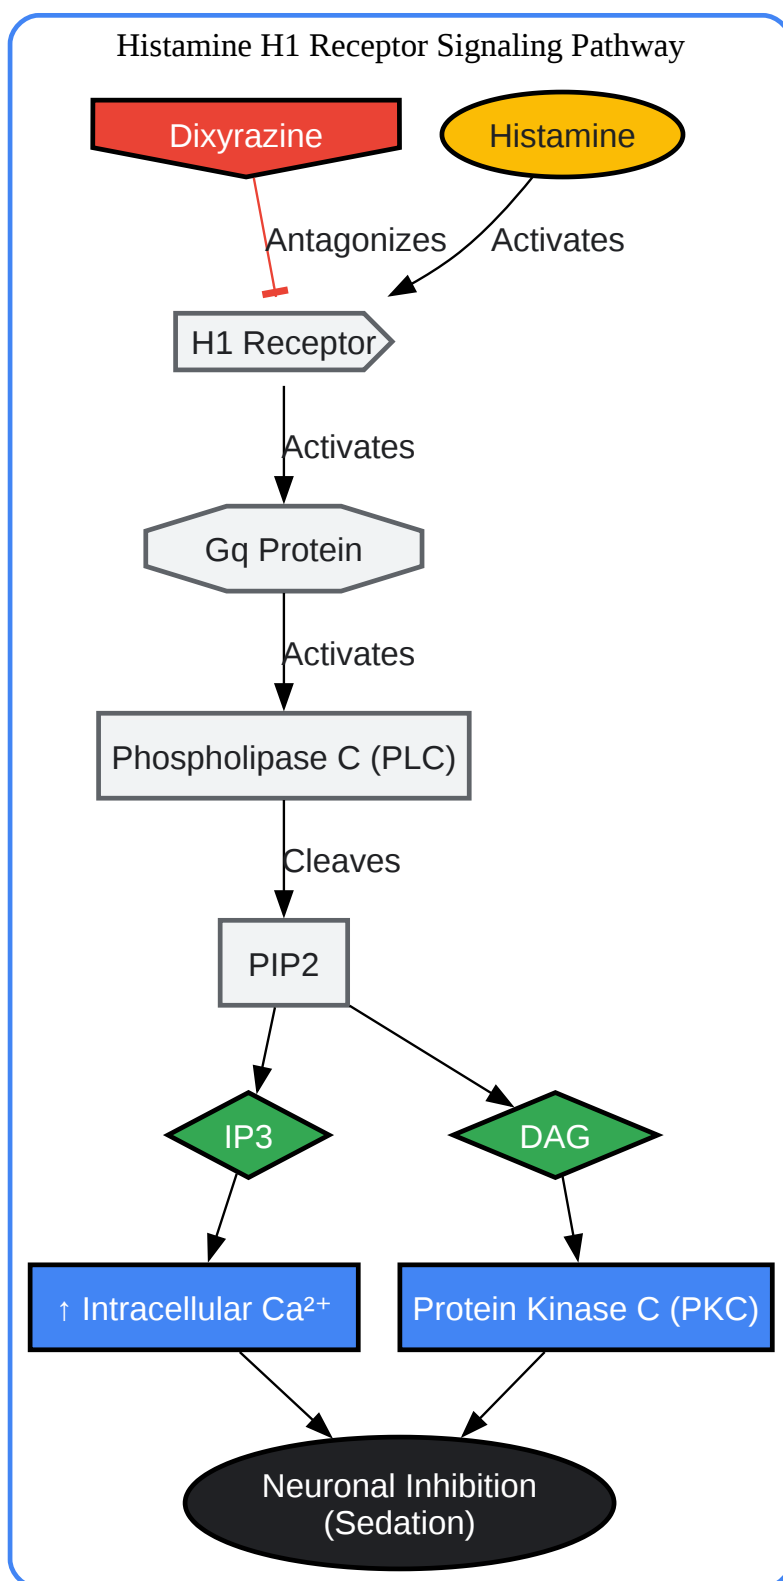 Histamine H1 Receptor Signaling Pathway
Dixyrazine
Histamine
Antagonizes
Activates
H1 Receptor
Activates
Gq Protein
Activates
Phospholipase C (PLC)
Cleaves
PIP2
IP3
DAG
↑ Intracellular Ca²⁺
Protein Kinase C (PKC)
Neuronal Inhibition
(Sedation)